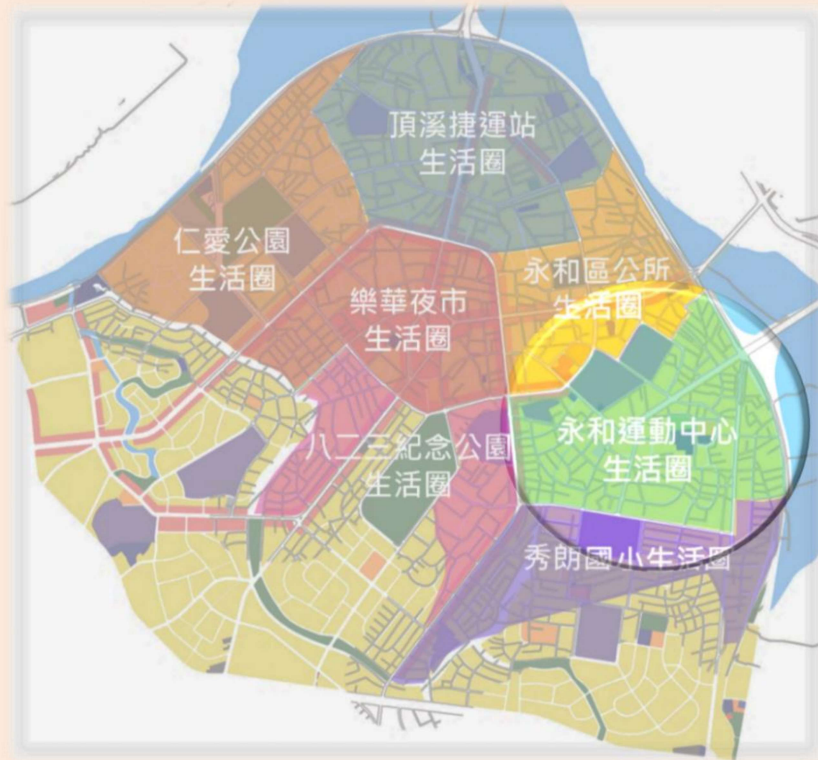 頂溪捷運站
生活圈
仁愛公園
生活圈
永和區公所
生活圈
樂華夜市
生活圈
永和運動中心
生活圈
八二三紀念公園
生活圈
秀朗國小生活圈